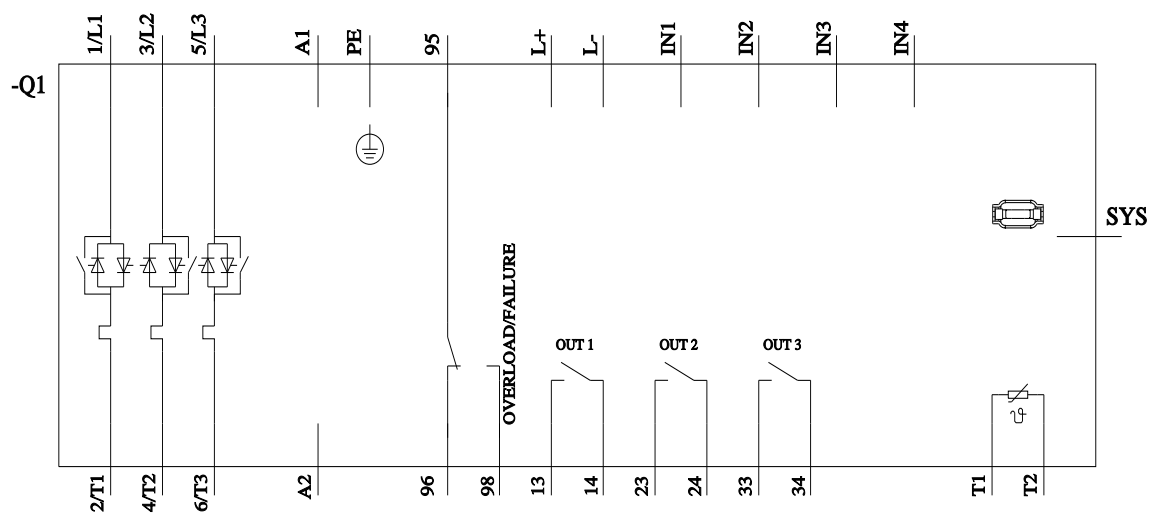 1/L1
3/L2
5/L3
A1
PE
95
L+
L-
IN1
IN2
IN3
IN4
-Q1
SYS
OVERLOAD/FAILURE
OUT 1
OUT 2
OUT 3
ϑ
2/T1
4/T2
6/T3
A2
96
98
13
14
23
24
33
34
T1
T2